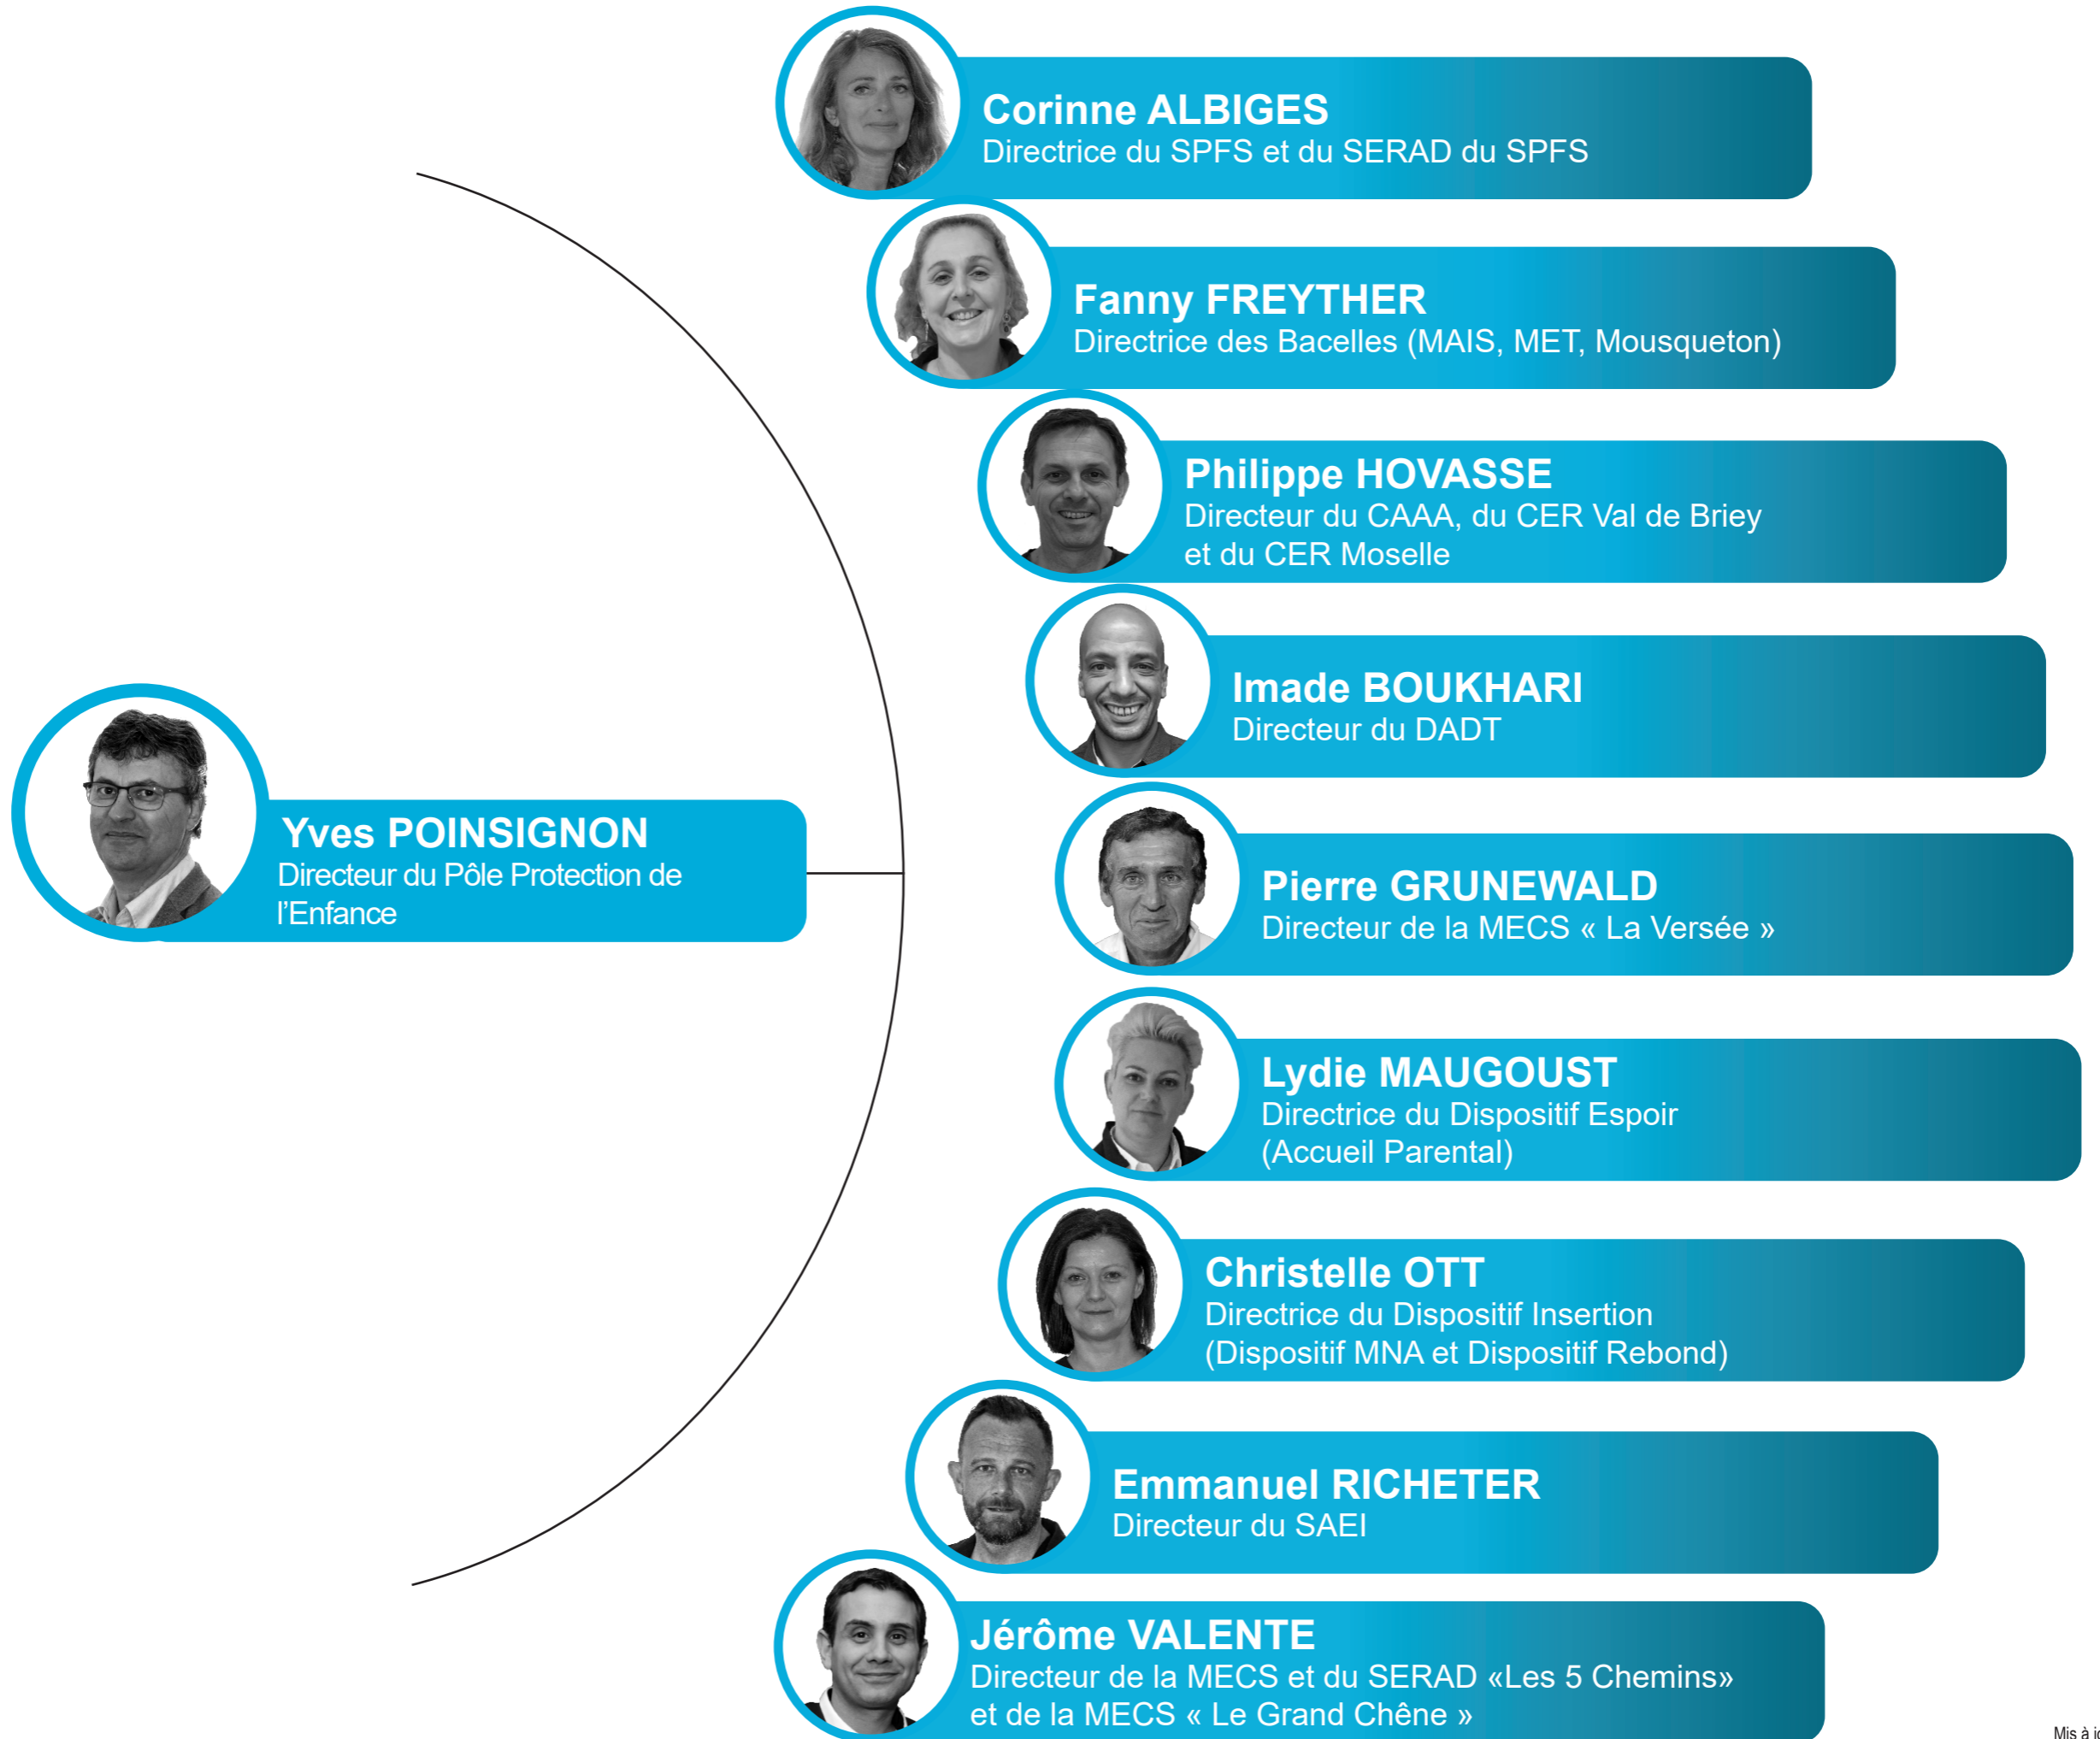 Corinne ALBIGES
Directrice du SPFS et du SERAD du SPFS
Fanny FREYTHER
Directrice des Bacelles (MAIS, MET, Mousqueton)
Philippe HOVASSE
Directeur du CAAA, du CER Val de Briey
et du CER Moselle
Imade BOUKHARI
Directeur du DADT
Yves POINSIGNON
Directeur du Pôle Protection de
l'Enfance
Pierre GRUNEWALD
Directeur de la MECS « La Versée »
Lydie MAUGOUST
Directrice du Dispositif Espoir
(Accueil Parental)
Christelle OTT
Directrice du Dispositif Insertion
(Dispositif MNA et Dispositif Rebond)
Emmanuel RICHETER
Directeur du SAEI
Jérôme VALENTE
Directeur de la MECS et du SERAD «Les 5 Chemins»
et de la MECS « Le Grand Chêne »
Mis à